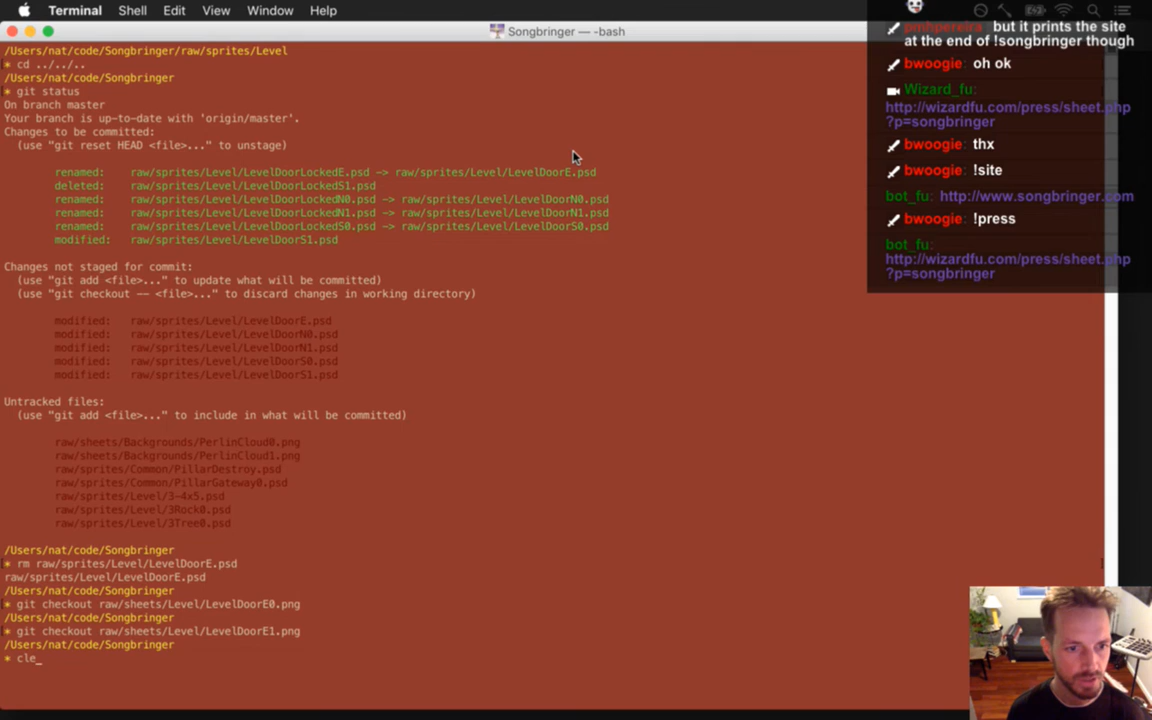 Terminal Shell Edit View Window Help
Songbringer — -bash
/Users/nat/code/Songbringer/raw/sprites/Level
* cd ../../..
/Users/nat/code/Songbringer
* git status
On branch master
Your branch is up-to-date with 'origin/master'.
Changes to be committed:
(use "git reset HEAD <file>..." to unstage)
renamed: raw/sprites/Level/LevelDoorLockedE.psd -> raw/sprites/Level/LevelDoorE.psd
deleted: raw/sprites/Level/LevelDoorLockedS1.psd
renamed: raw/sprites/Level/LevelDoorLockedN0.psd -> raw/sprites/Level/LevelDoorN0.psd
renamed: raw/sprites/Level/LevelDoorLockedN1.psd -> raw/sprites/Level/LevelDoorN1.psd
renamed: raw/sprites/Level/LevelDoorLockedS0.psd -> raw/sprites/Level/LevelDoorS0.psd
modified: raw/sprites/Level/LevelDoorS1.psd
Changes not staged for commit:
(use "git add <file>..." to update what will be committed)
(use "git checkout -- <file>..." to discard changes in working directory)
modified: raw/sprites/Level/LevelDoorE.psd
modified: raw/sprites/Level/LevelDoorN0.psd
modified: raw/sprites/Level/LevelDoorN1.psd
modified: raw/sprites/Level/LevelDoorS0.psd
modified: raw/sprites/Level/LevelDoorS1.psd
Untracked files:
(use "git add <file>..." to include in what will be committed)
raw/sheets/Backgrounds/PerlinCloud0.png
raw/sheets/Backgrounds/PerlinCloud1.png
raw/sprites/Common/PillarDestroy.psd
raw/sprites/Common/PillarGateway0.psd
raw/sprites/Level/3-4x5.psd
raw/sprites/Level/3Rock0.psd
raw/sprites/Level/3Tree0.psd
/Users/nat/code/Songbringer
* rm raw/sprites/Level/LevelDoorE.psd
raw/sprites/Level/LevelDoorE.psd
/Users/nat/code/Songbringer
* git checkout raw/sheets/Level/LevelDoorE0.png
/Users/nat/code/Songbringer
* git checkout raw/sheets/Level/LevelDoorE1.png
/Users/nat/code/Songbringer
* cle_
pmhpereira: but it prints the site
at the end of !songbringer though
bwoogie: oh ok
Wizard_fu:
http://wizardfu.com/press/sheet.php
?p=songbringer
bwoogie: thx
bwoogie: !site
bot_fu: http://www.songbringer.com
bwoogie: !press
bot_fu:
http://wizardfu.com/press/sheet.php
?p=songbringer